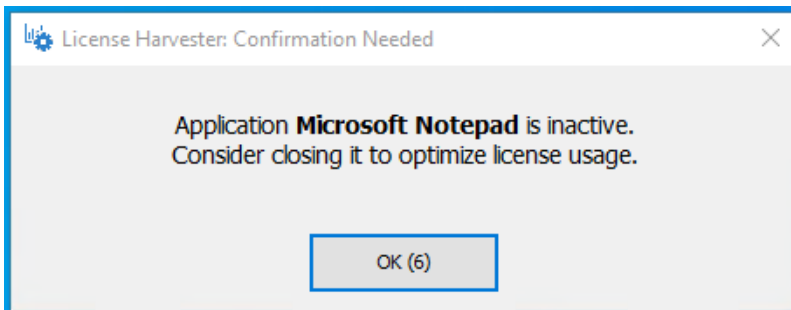 License Harvester: Confirmation Needed
Application Microsoft Notepad is inactive.
Consider closing it to optimize license usage.
OK (6)